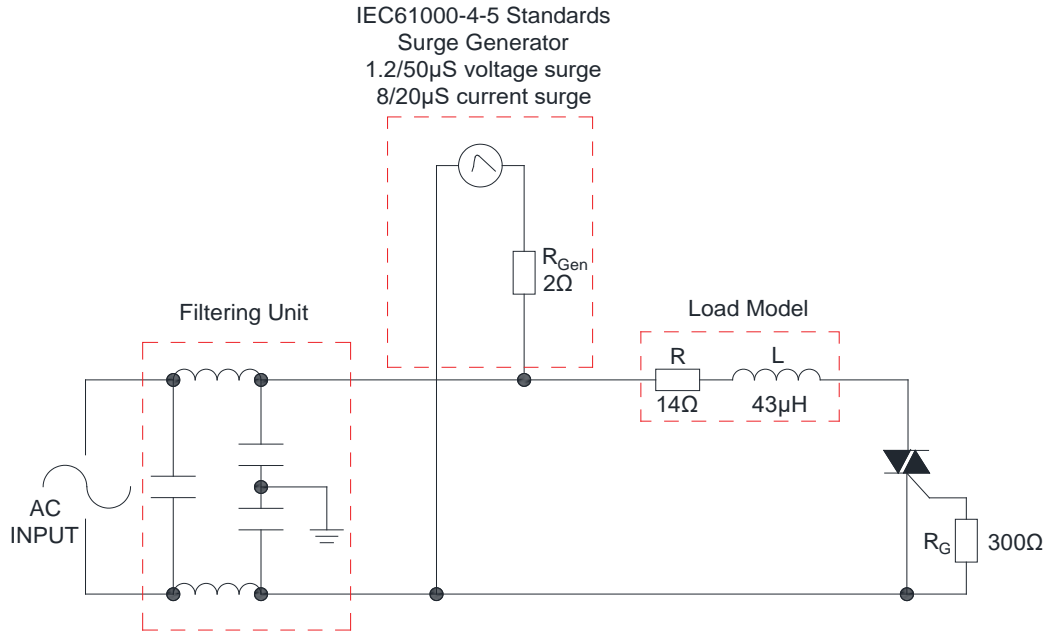 IEC61000-4-5 Standards
Surge Generator
1.2/50µS voltage surge
8/20µS current surge
RGen
2Ω
Filtering Unit
Load Model
R
L
14Ω
43µH
AC
INPUT
RG
300Ω